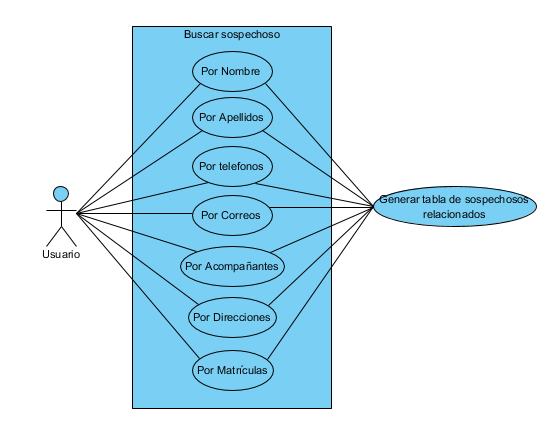 Buscar sospechoso
Por Nombre
Por Apellidos
Por telefonos
Por Correos
Por Acompañantes
Por Direcciones
Por Matrículas
Usuario
Generar tabla de sospechosos
relacionados